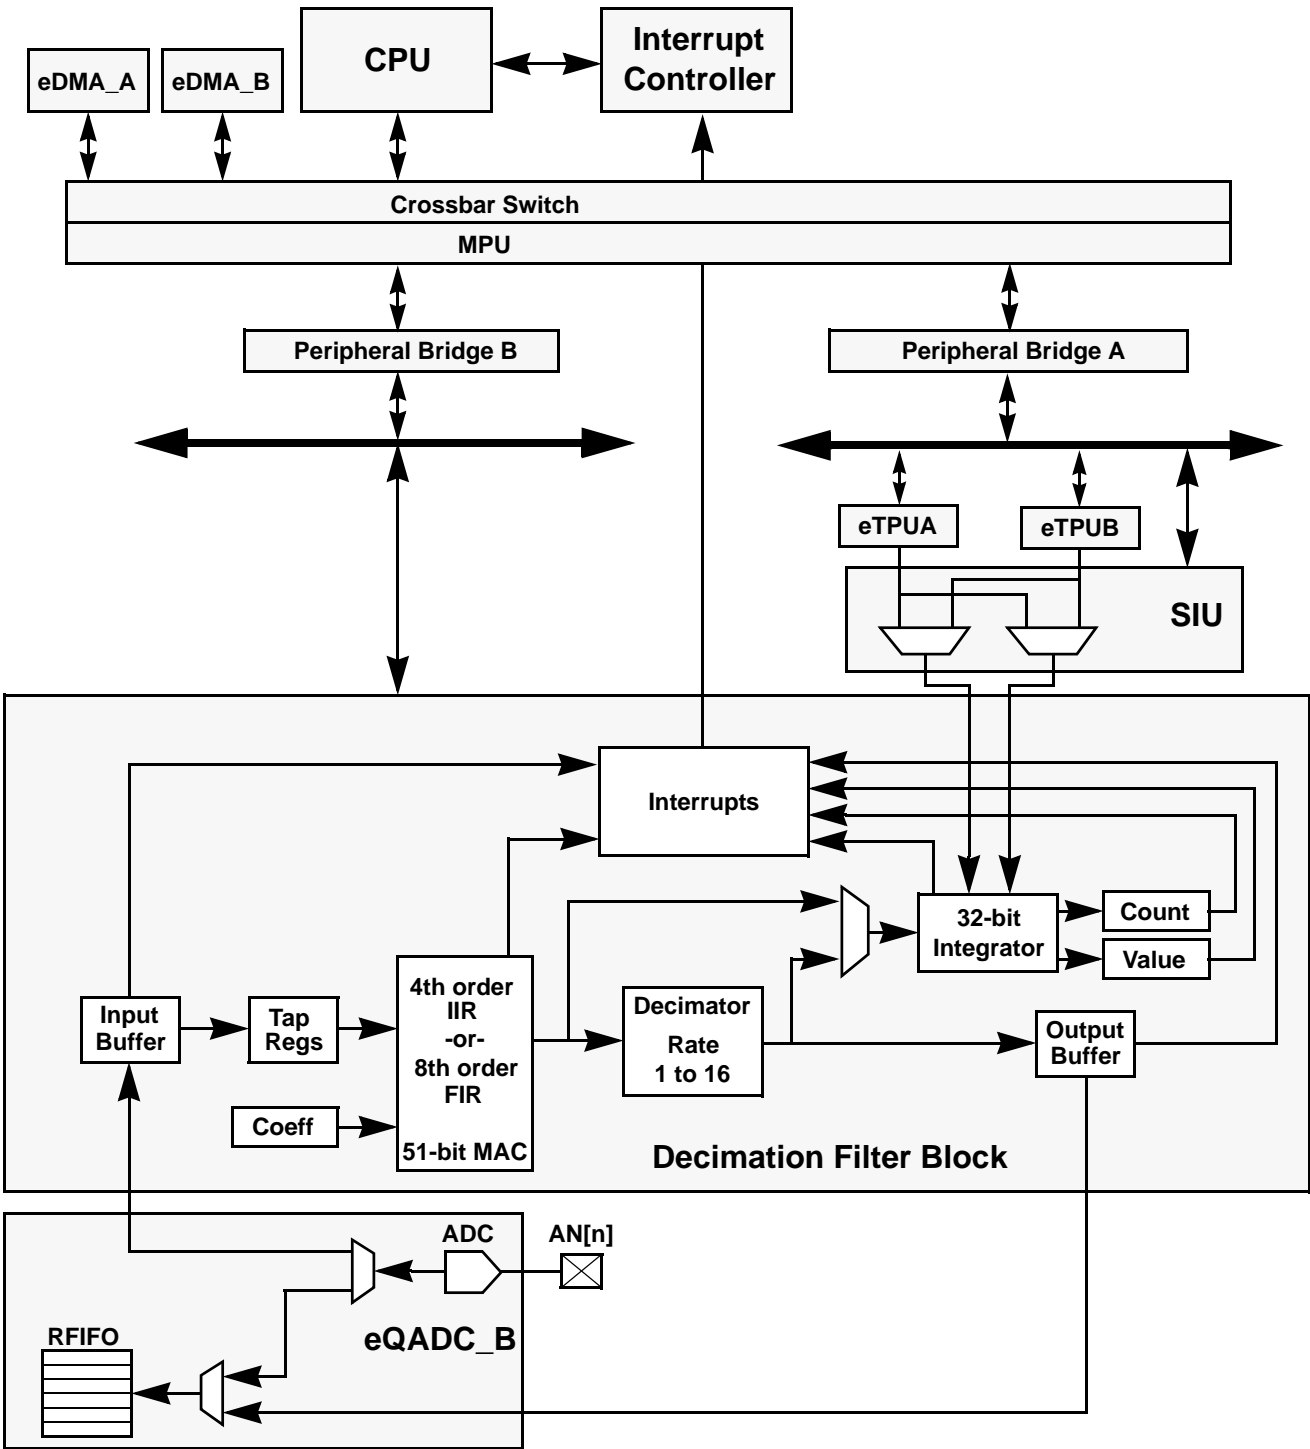 eDMA_A
eDMA_B
CPU
Interrupt
Controller
Crossbar Switch
MPU
Peripheral Bridge B
Peripheral Bridge A
eTPUA
eTPUB
SIU
Interrupts
32-bit
Integrator
Count
Value
Input
Buffer
Tap
Regs
Coeff
4th order
IIR
-or-
8th order
FIR
51-bit MAC
Decimator
Rate
1 to 16
Output
Buffer
Decimation Filter Block
ADC
AN[n]
eQADC_B
RFIFO